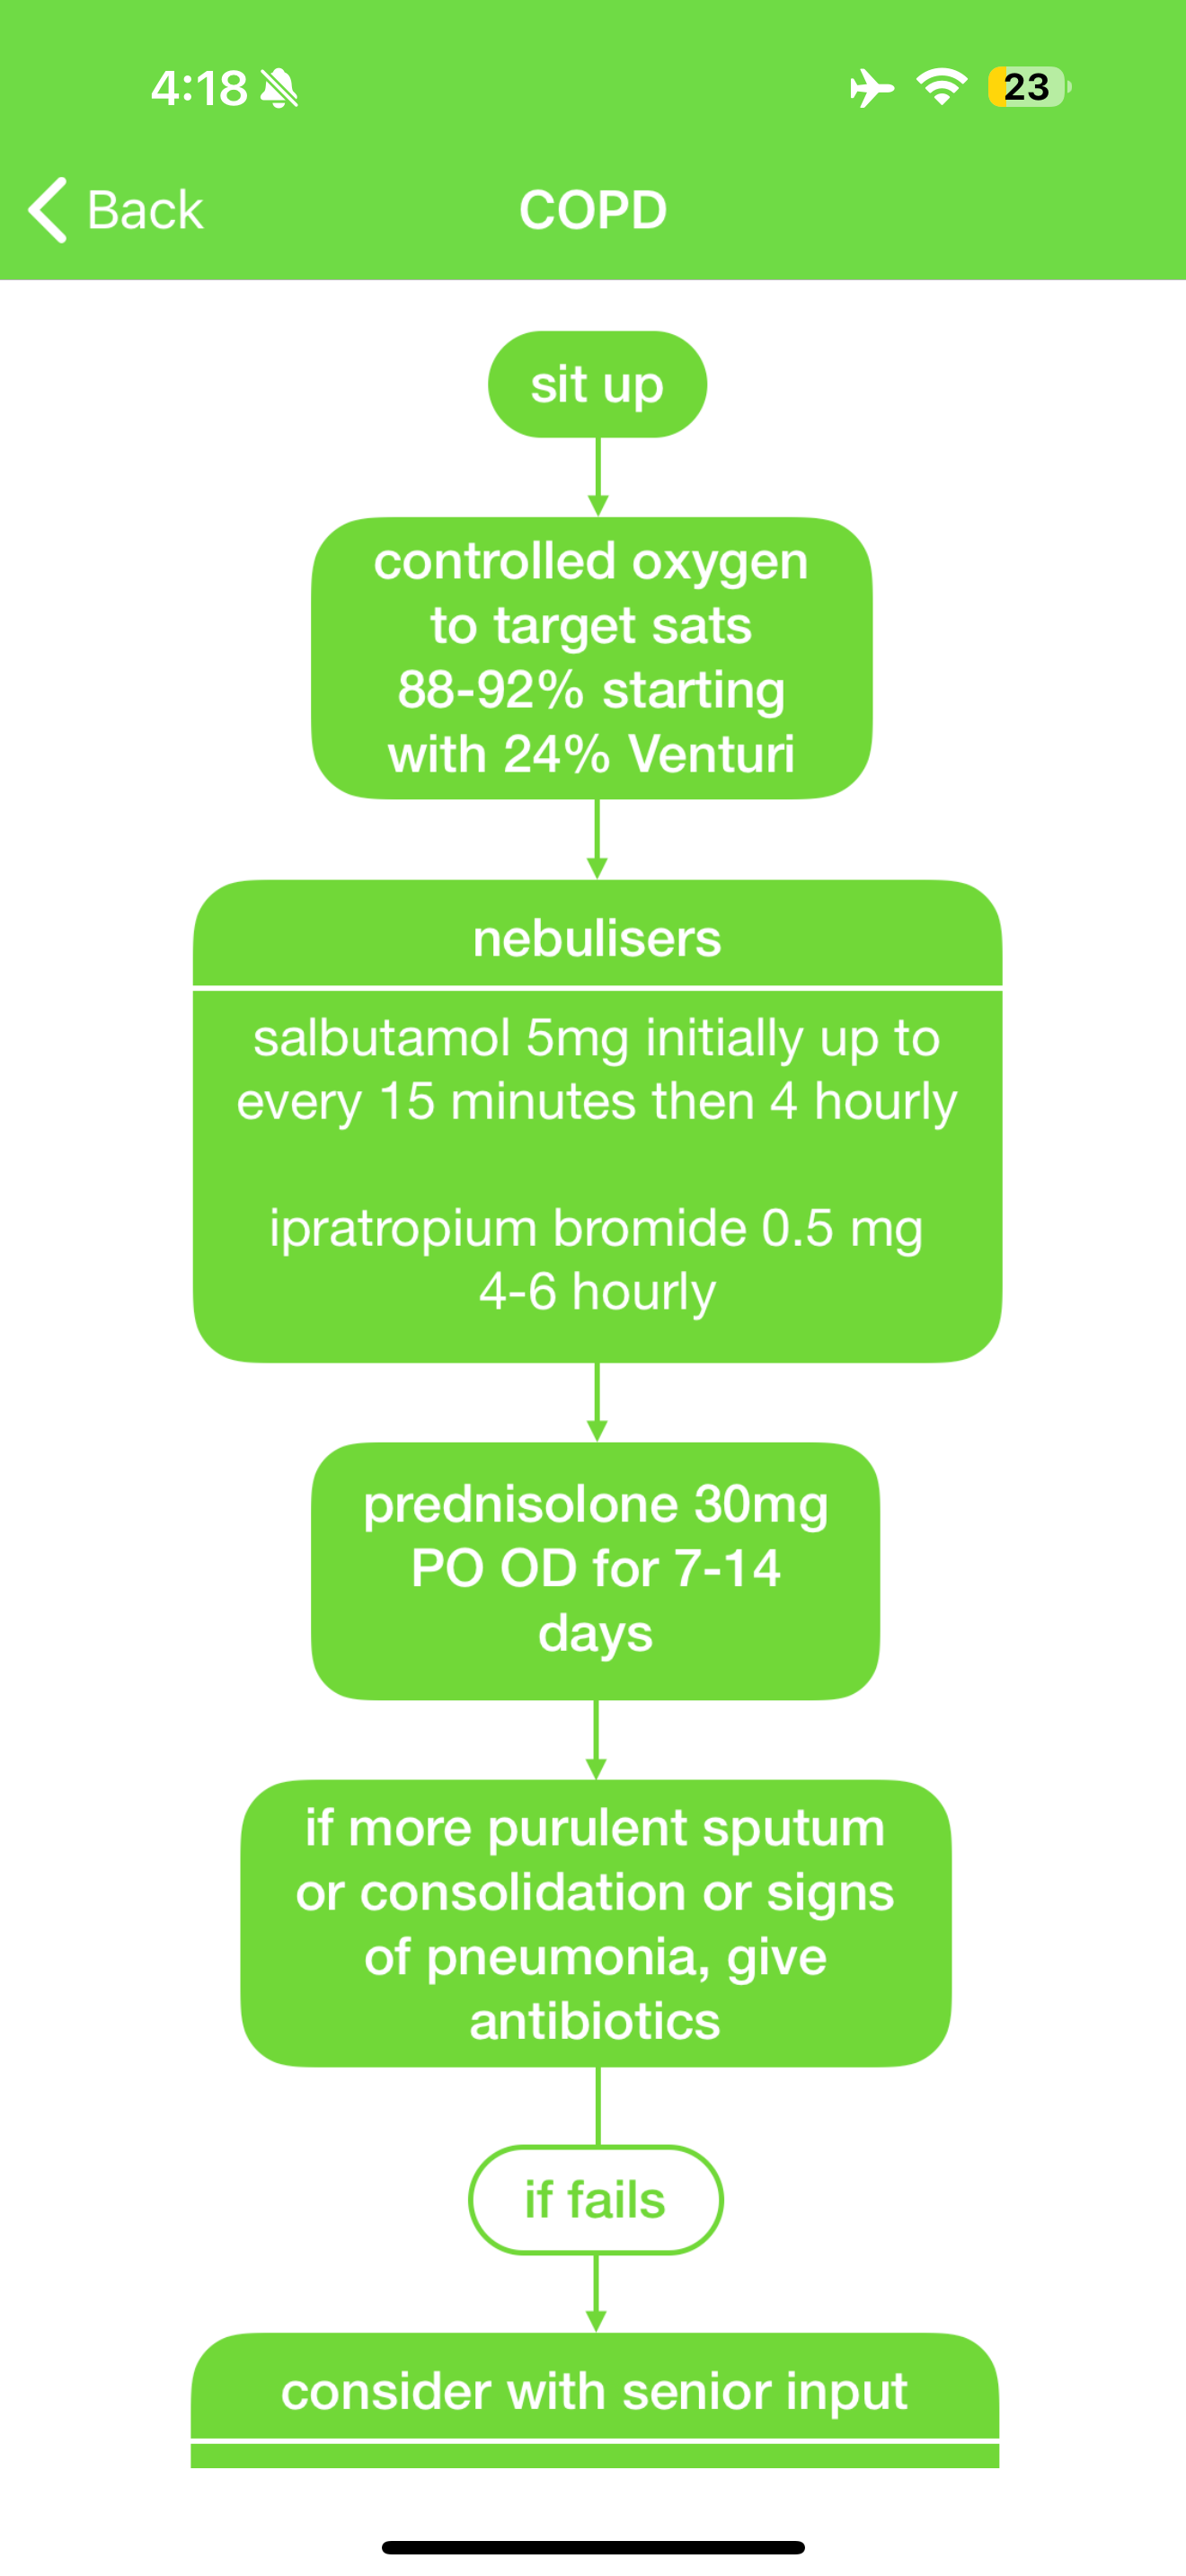 4:18
23
Back
COPD
sit up
controlled oxygen
to target sats
88-92% starting
with 24% Venturi
nebulisers
salbutamol 5mg initially up to
every 15 minutes then 4 hourly
ipratropium bromide 0.5 mg
4-6 hourly
prednisolone 30mg
PO OD for 7-14
days
if more purulent sputum
or consolidation or signs
of pneumonia, give
antibiotics
if fails
consider with senior input